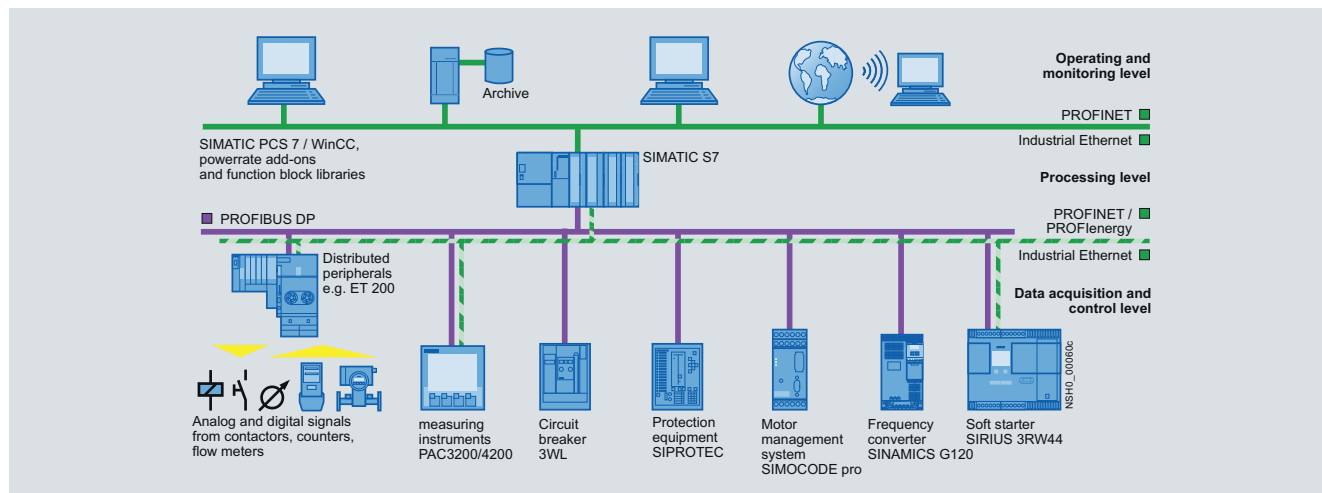 Operating and
monitoring level
Archive
PROFINET
SIMATIC PCS 7 / WinCC,
powerrate add-ons
and function block libraries
Industrial Ethernet
SIMATIC S7
Processing level
PROFIBUS DP
PROFINET /
PROFIenergy
Industrial Ethernet
Distributed
peripherals
e.g. ET 200
Data acquisition and
control level
NSH0_00060c
Analog and digital signals
from contactors, counters,
flow meters
measuring
instruments
PAC3200/4200
Circuit
breaker
3WL
Protection
equipment
SIPROTEC
Motor
management
system
SIMOCODE pro
Frequency
converter
SINAMICS G120
Soft starter
SIRIUS 3RW44